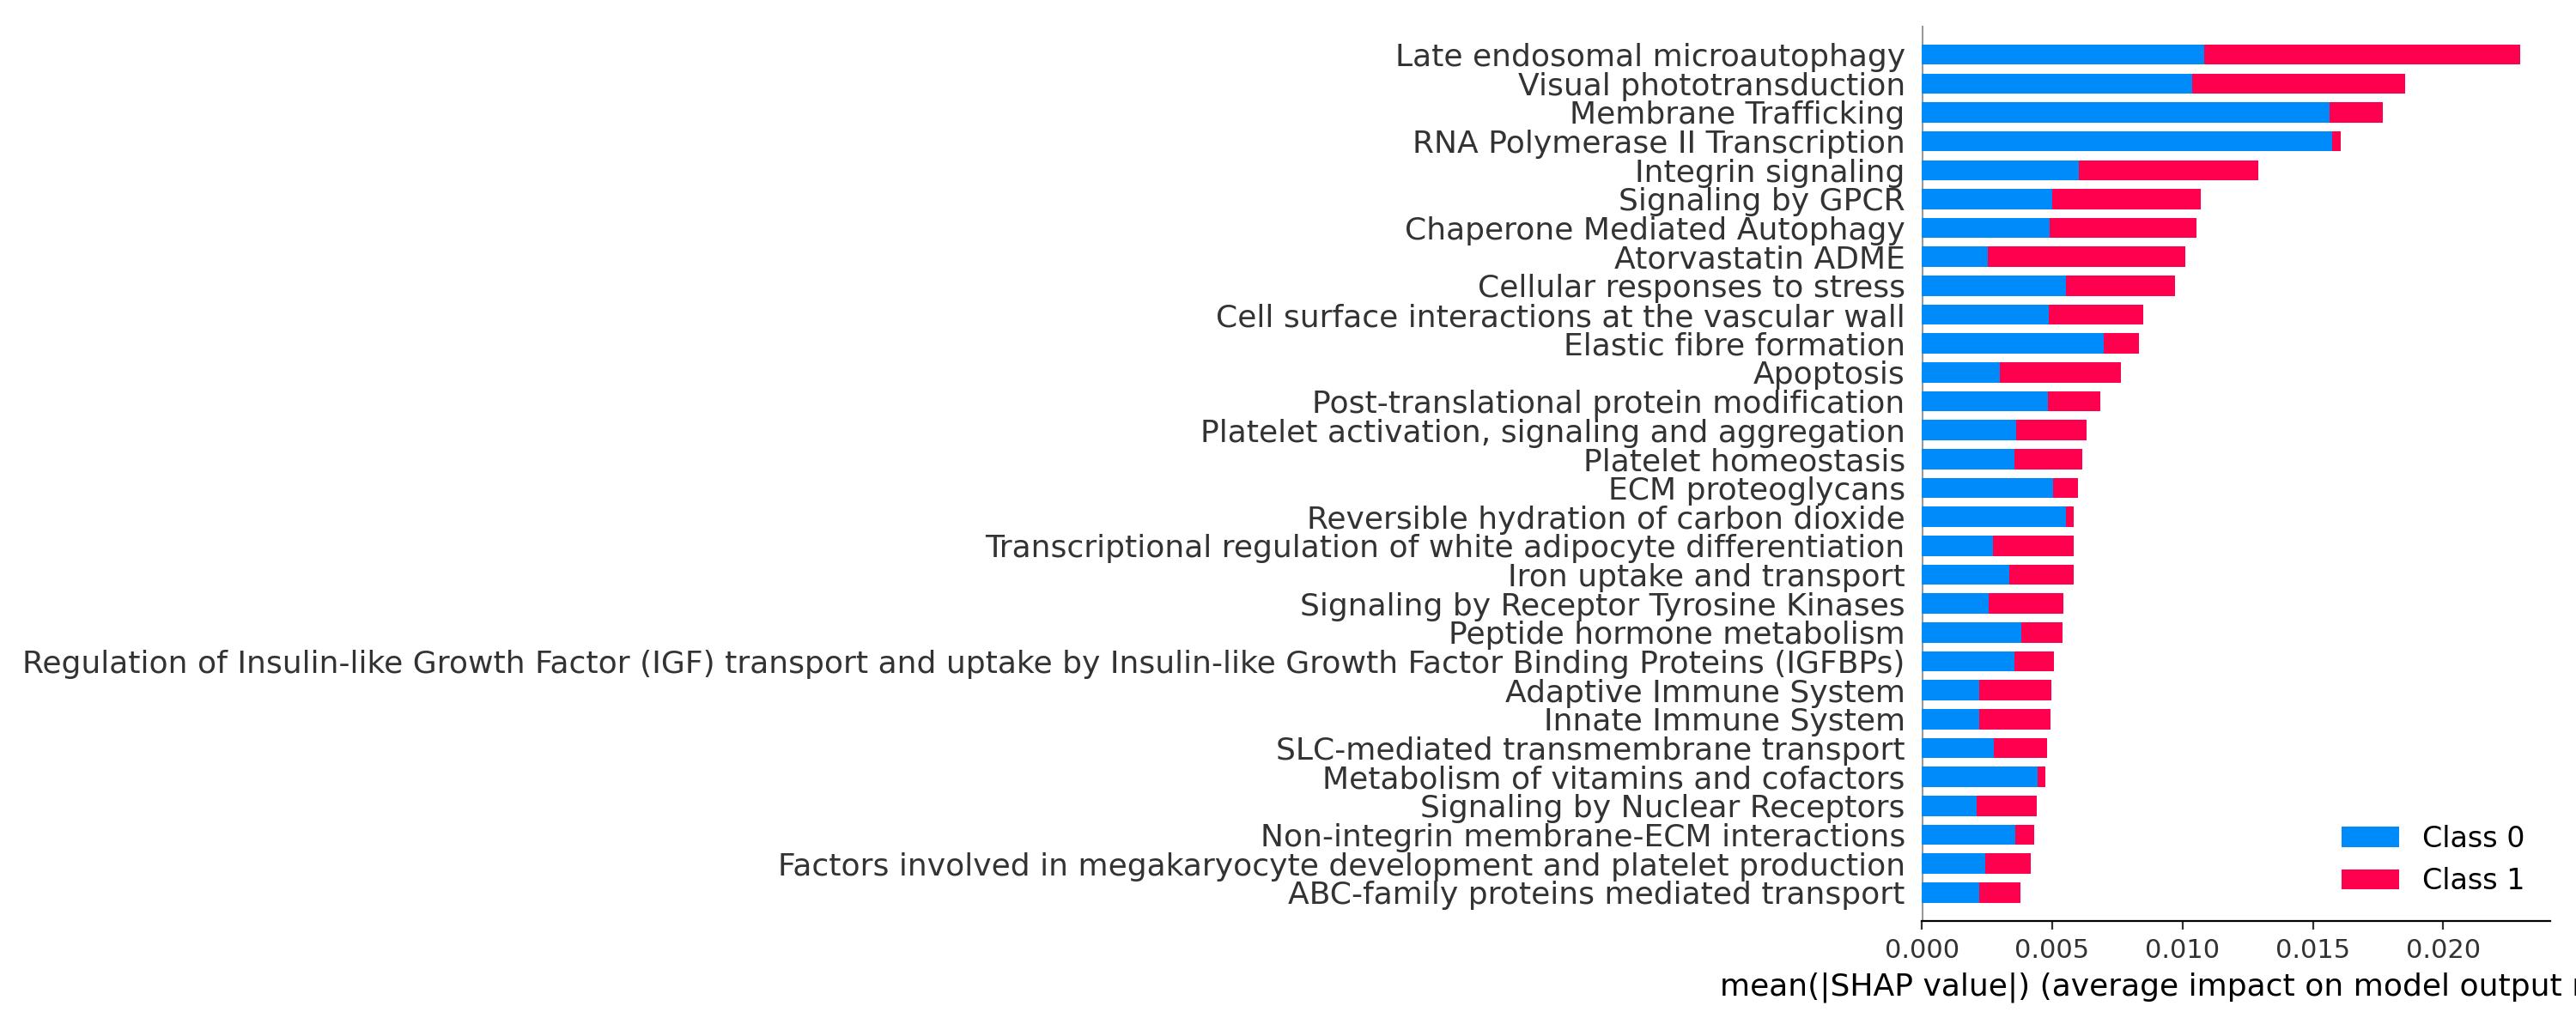 Late endosomal microautophagy
Visual phototransduction
Membrane Trafficking
RNA Polymerase II Transcription
Integrin signaling
Signaling by GPCR
Chaperone Mediated Autophagy
Atorvastatin ADME
Cellular responses to stress
Cell surface interactions at the vascular wall
Elastic fibre formation
Apoptosis
Post-translational protein modification
Platelet activation, signaling and aggregation
Platelet homeostasis
ECM proteoglycans
Reversible hydration of carbon dioxide
Transcriptional regulation of white adipocyte differentiation
Iron uptake and transport
Signaling by Receptor Tyrosine Kinases
Peptide hormone metabolism
Regulation of Insulin-like Growth Factor (IGF) transport and uptake by Insulin-like Growth Factor Binding Proteins (IGFBPs)
Adaptive Immune System
Innate Immune System
SLC-mediated transmembrane transport
Metabolism of vitamins and cofactors
Signaling by Nuclear Receptors
Non-integrin membrane-ECM interactions
Factors involved in megakaryocyte development and platelet production
ABC-family proteins mediated transport
Class 0
Class 1
0.000 0.005 0.010 0.015 0.020
mean(|SHAP value|) (average impact on model output